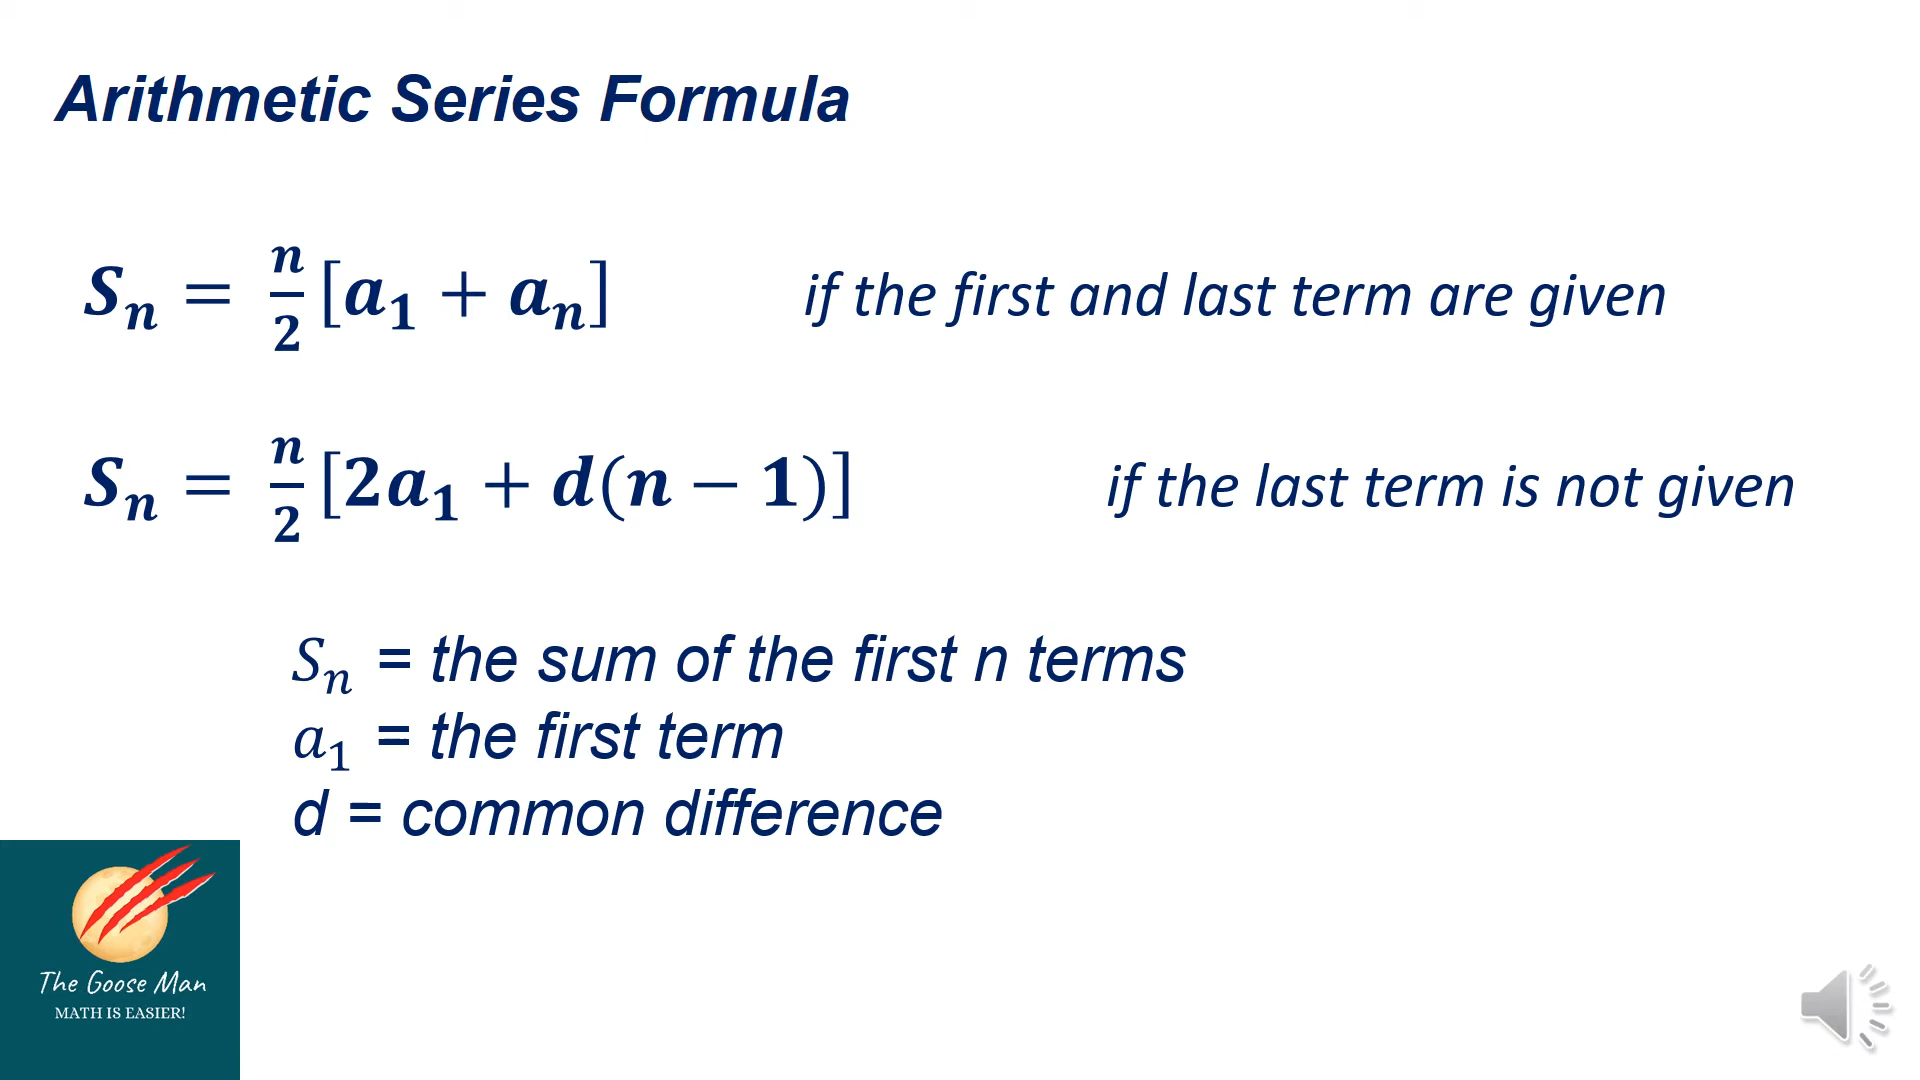 Arithmetic Series Formula
Sₙ = n/2 [a₁ + aₙ] if the first and last term are given
Sₙ = n/2 [2a₁ + d(n − 1)] if the last term is not given
Sₙ = the sum of the first n terms
a₁ = the first term
d = common difference
The Goose Man
MATH IS EASIER!